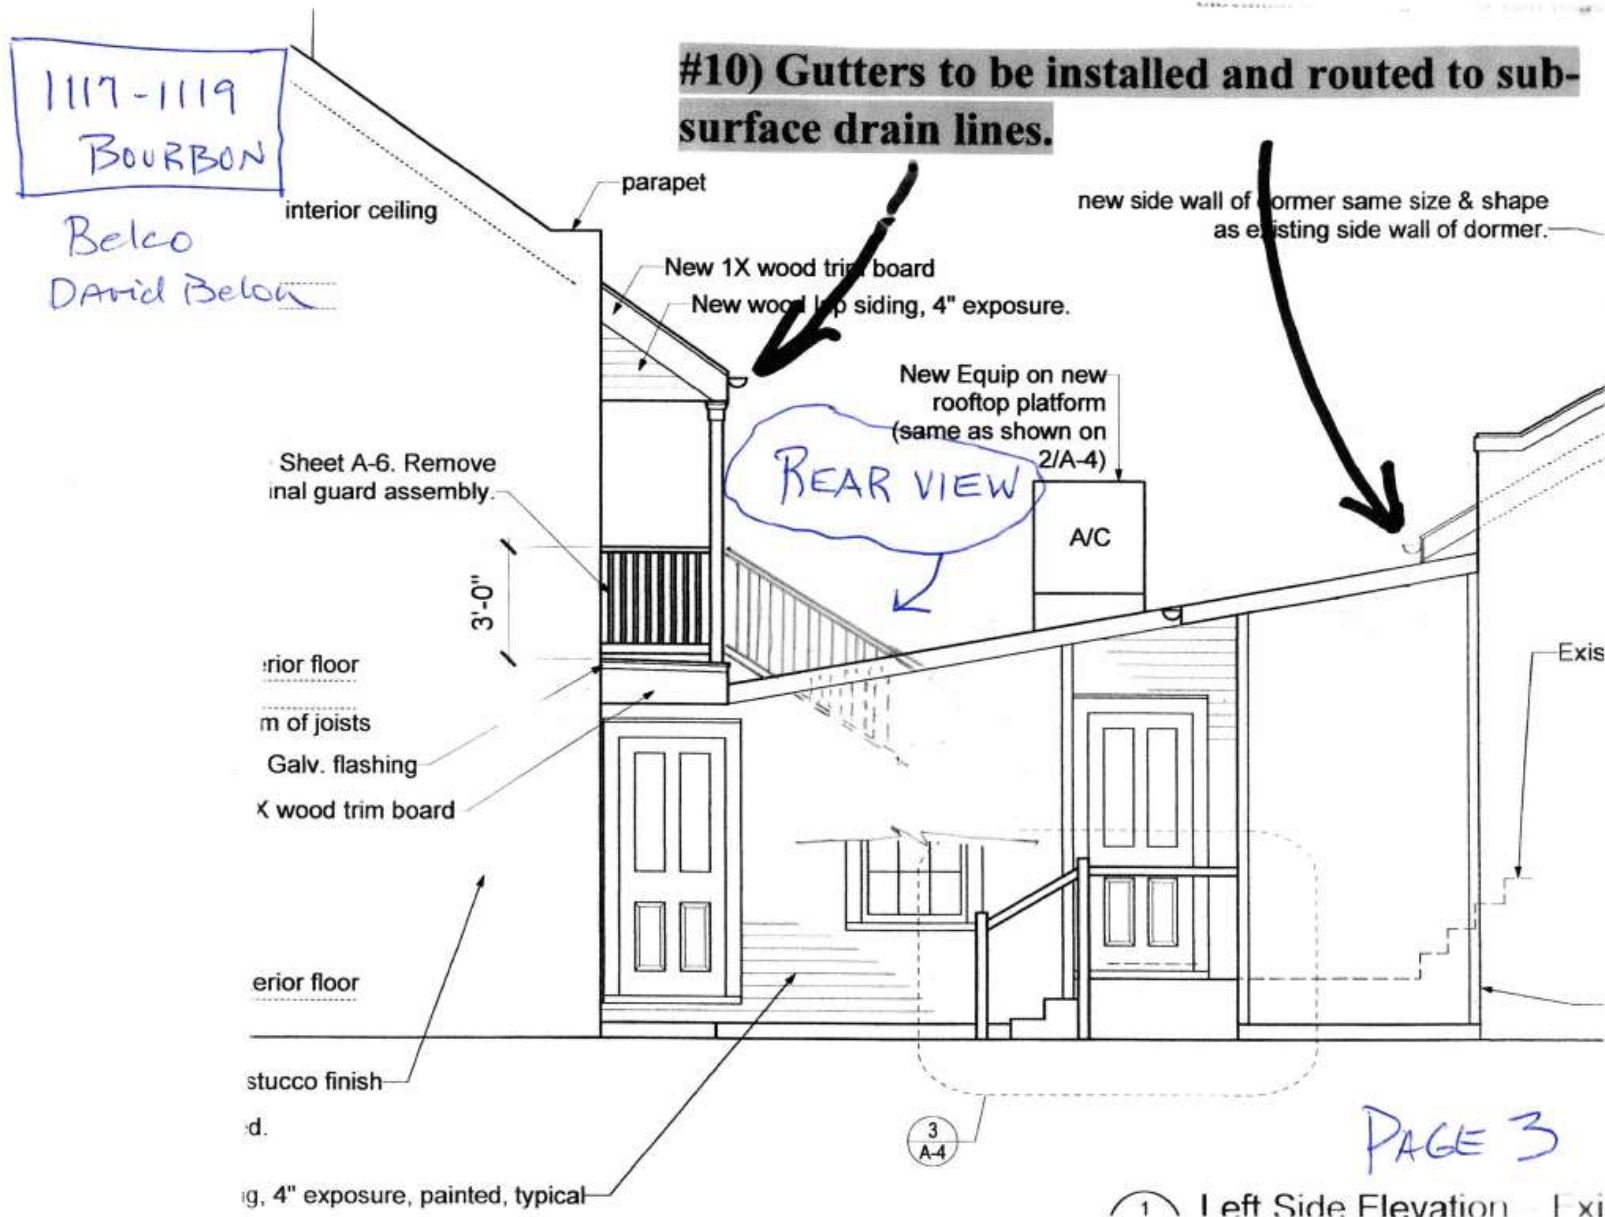 1117-1119
BOURBON
Belco
DAvid Belou
#10) Gutters to be installed and routed to sub-
surface drain lines.
parapet
interior ceiling
new side wall of dormer same size & shape
as existing side wall of dormer.
New 1X wood trim board
New wood lap siding, 4" exposure.
New Equip on new
rooftop platform
(same as shown on
2/A-4)
REAR VIEW
Sheet A-6. Remove
inal guard assembly.
A/C
3'-0"
rior floor
Exis
m of joists
Galv. flashing
X wood trim board
erior floor
stucco finish
d.
3
A-4
PAGE 3
g, 4" exposure, painted, typical
1
Left Side Elevation Exi